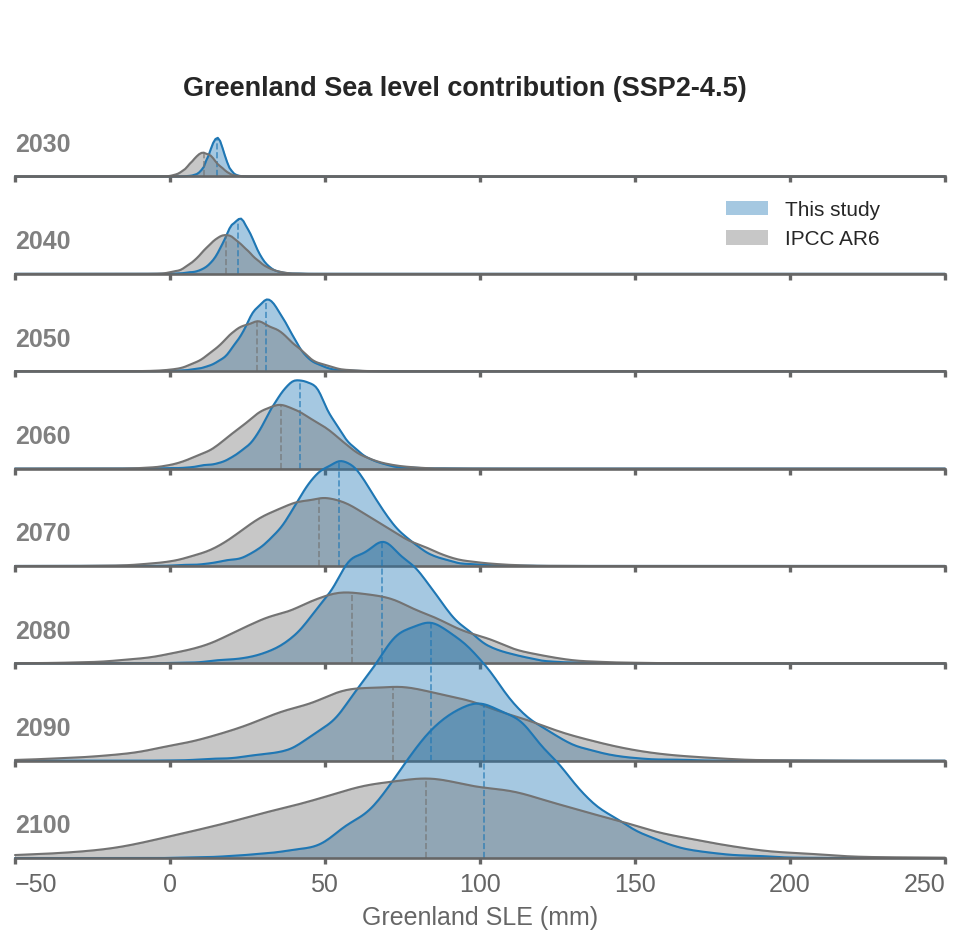 Greenland Sea level contribution (SSP2-4.5)
2030
This study
2040
IPCC AR6
2050
2060
2070
2080
2090
2100
−50 0 50 100 150 200 250
Greenland SLE (mm)